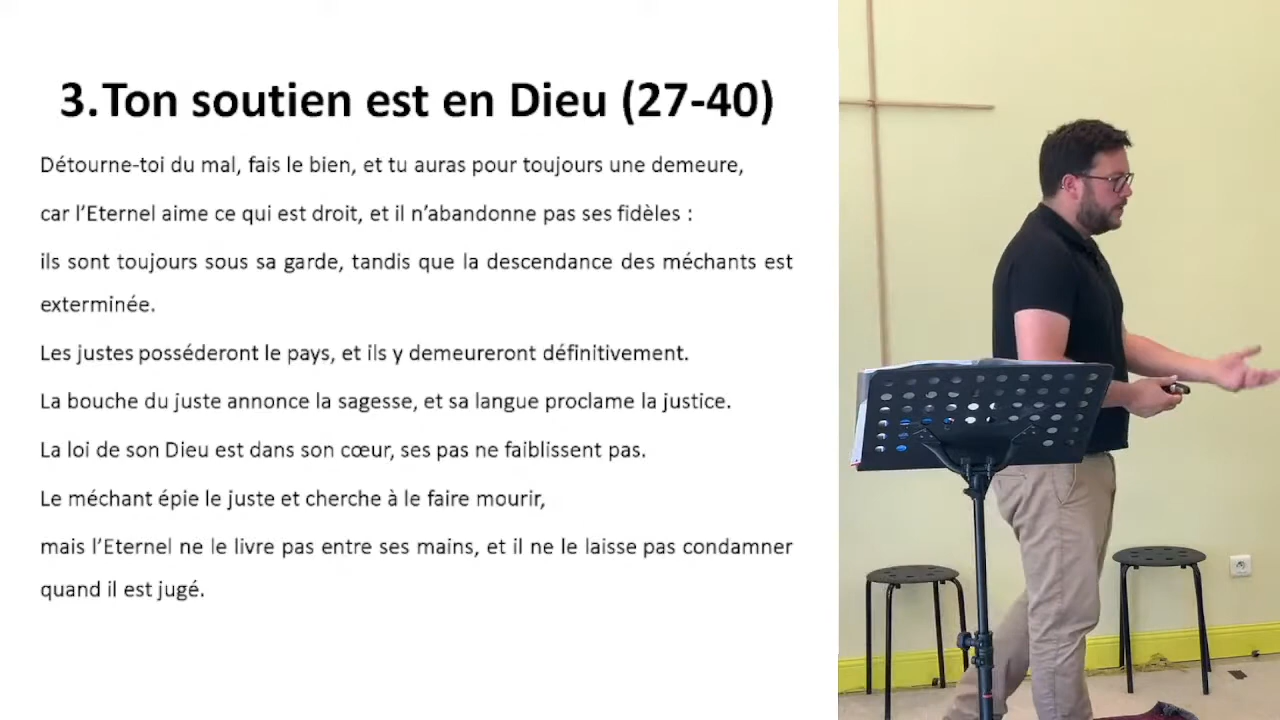 3.Ton soutien est en Dieu (27-40)
Détourne-toi du mal, fais le bien, et tu auras pour toujours une demeure,
car l’Eternel aime ce qui est droit, et il n’abandonne pas ses fidèles :
ils sont toujours sous sa garde, tandis que la descendance des méchants est
exterminée.
Les justes posséderont le pays, et ils y demeureront définitivement.
La bouche du juste annonce la sagesse, et sa langue proclame la justice.
La loi de son Dieu est dans son cœur, ses pas ne faiblissent pas.
Le méchant épie le juste et cherche à le faire mourir,
mais l’Eternel ne le livre pas entre ses mains, et il ne le laisse pas condamner
quand il est jugé.